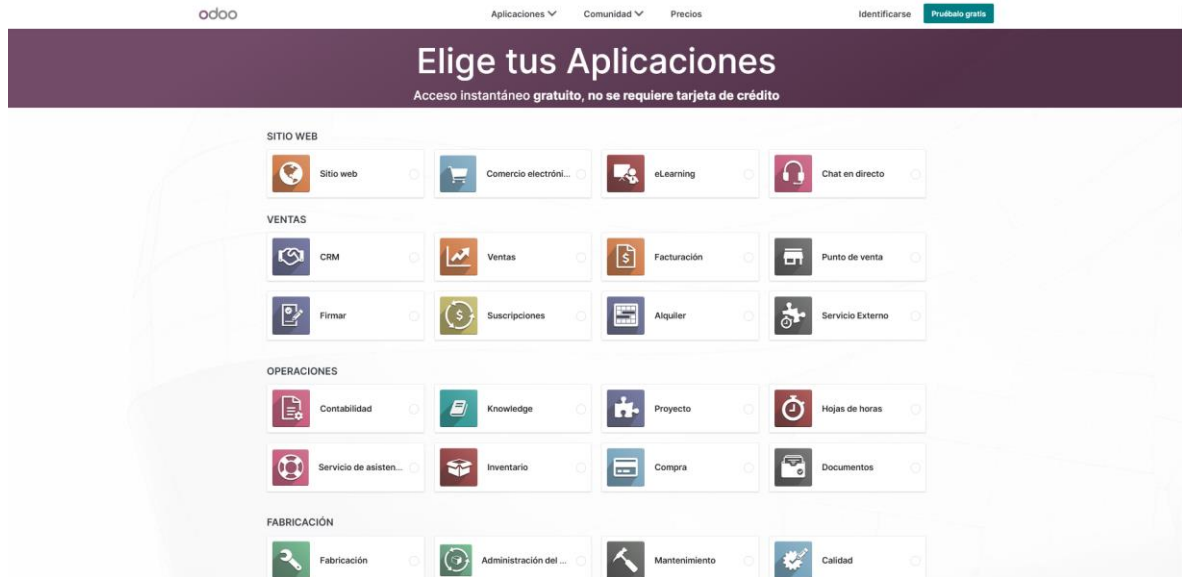 odoo
Aplicaciones
Comunidad
Precios
Identificarse
Pruébalo gratis
Elige tus Aplicaciones
Acceso instantáneo gratuito, no se requiere tarjeta de crédito
SITIO WEB
Sitio web
Comercio electróni...
eLearning
Chat en directo
VENTAS
CRM
Ventas
Facturación
Punto de venta
Firmar
Suscripciones
Alquiler
Servicio Externo
OPERACIONES
Contabilidad
Knowledge
Proyecto
Hojas de horas
Servicio de asisten...
Inventario
Compra
Documentos
FABRICACIÓN
Fabricación
Administración del ...
Mantenimiento
Calidad